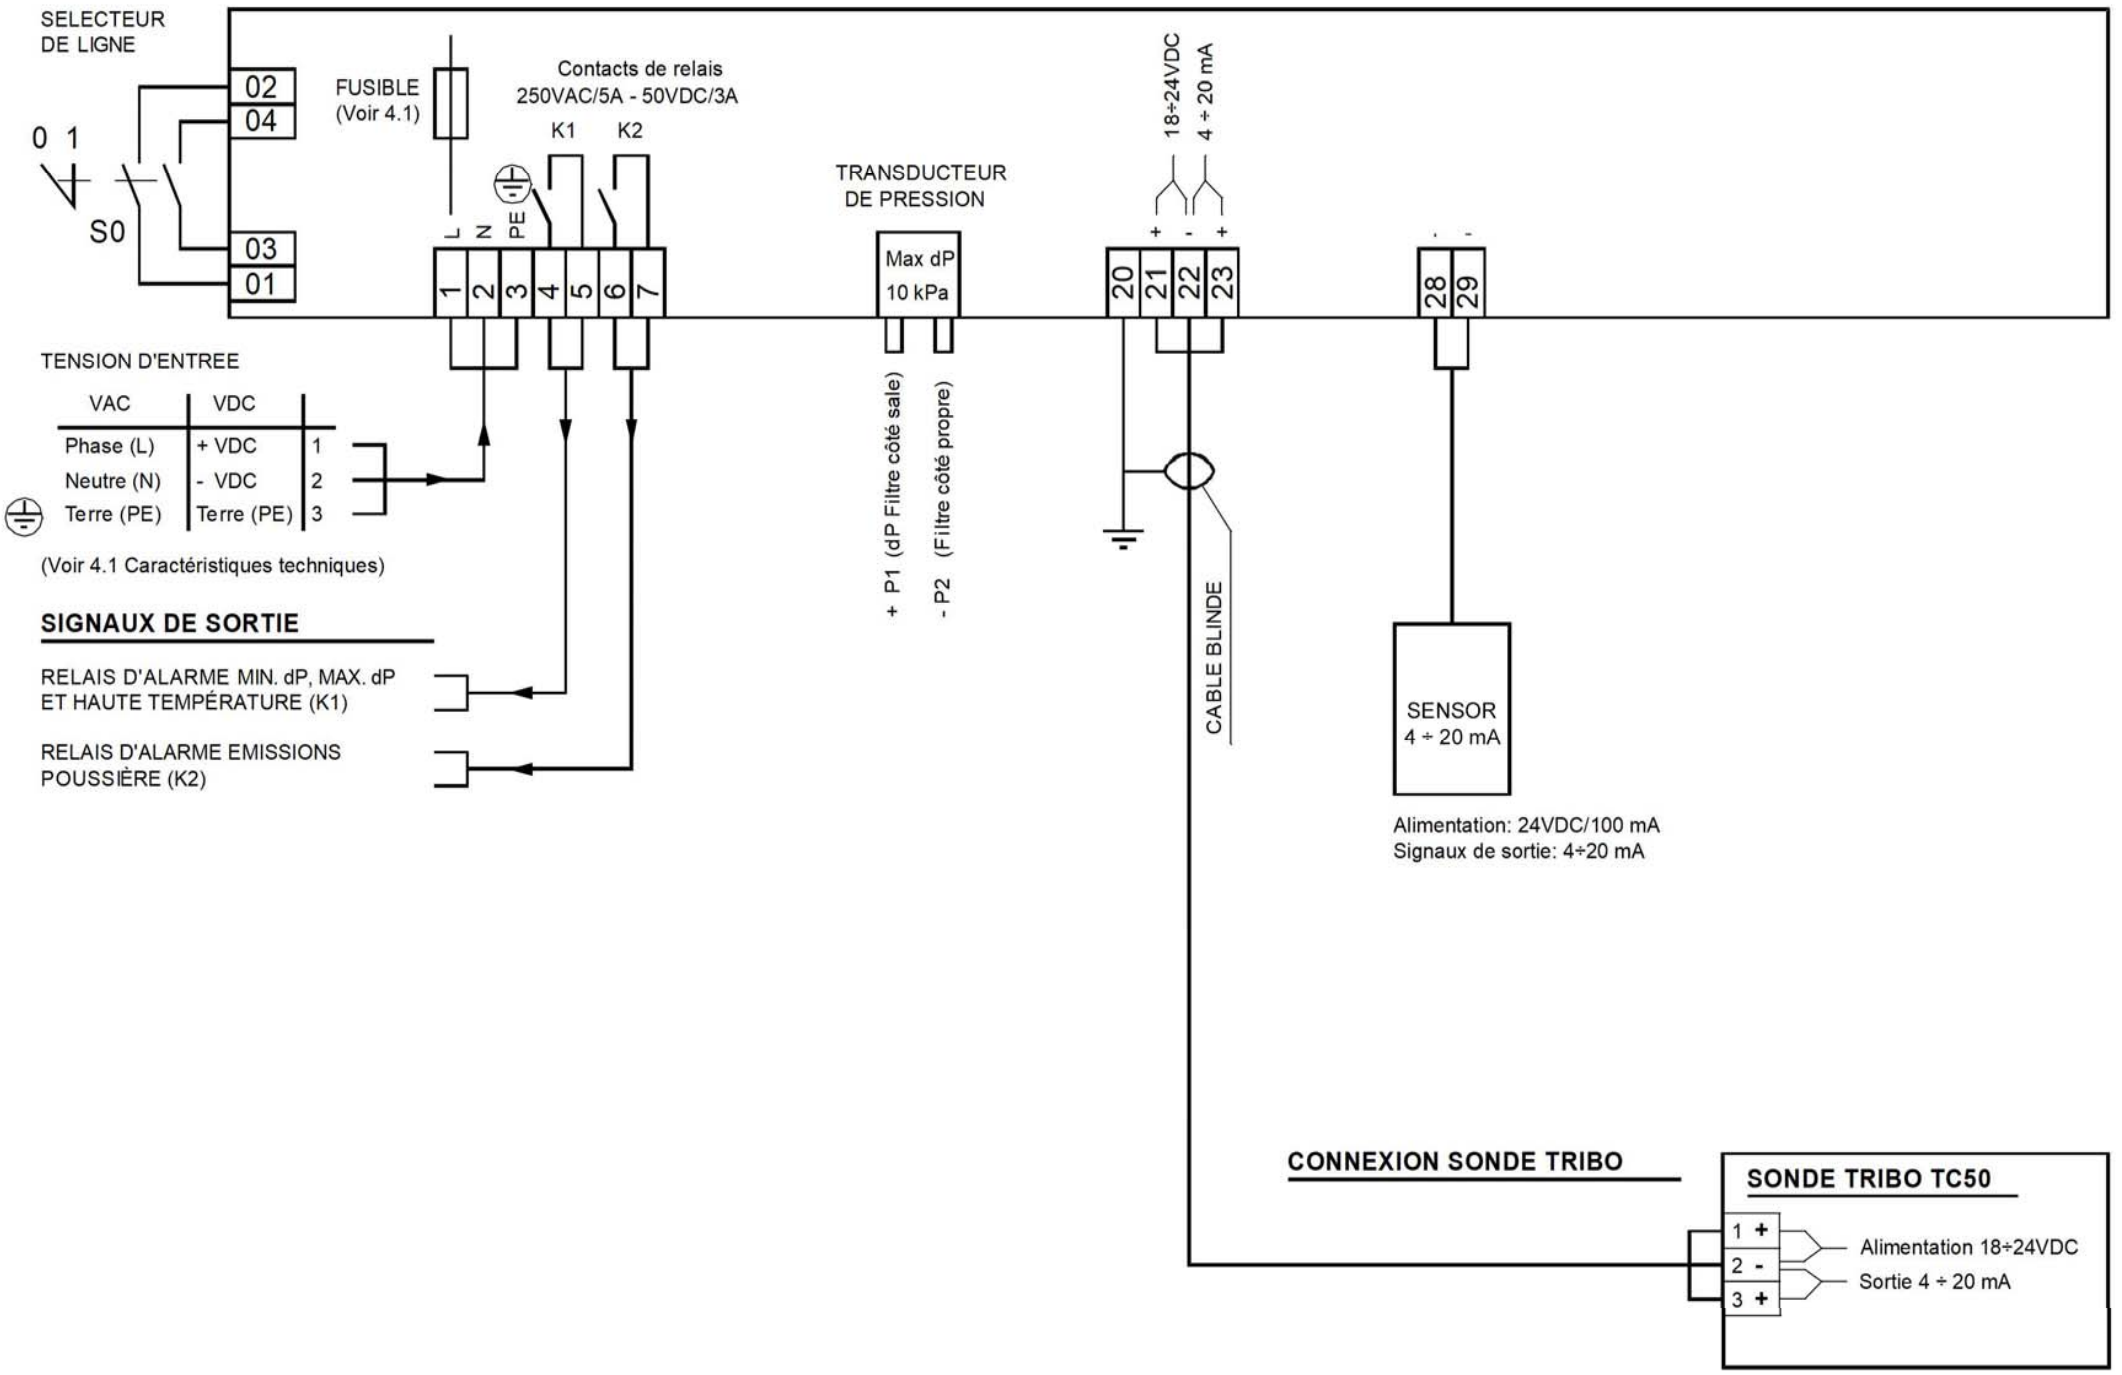 SELECTEUR
DE LIGNE
02
04
0 1
S0
03
01
FUSIBLE
(Voir 4.1)
Contacts de relais
250VAC/5A - 50VDC/3A
K1 K2
L N PE
1 2 3 4 5 6 7
TRANSDUCTEUR
DE PRESSION
Max dP
10 kPa
+ P1 (dP Filtre côté sale)
- P2 (Filtre côté propre)
18÷24VDC
4 ÷ 20 mA
+ - +
20 21 22 23
-
28 29
TENSION D'ENTREE
VAC VDC
Phase (L) + VDC 1
Neutre (N) - VDC 2
Terre (PE) Terre (PE) 3
(Voir 4.1 Caractéristiques techniques)
SIGNAUX DE SORTIE
RELAIS D'ALARME MIN. dP, MAX. dP
ET HAUTE TEMPÉRATURE (K1)
RELAIS D'ALARME EMISSIONS
POUSSIÈRE (K2)
CABLE BLINDE
SENSOR
4 ÷ 20 mA
Alimentation: 24VDC/100 mA
Signaux de sortie: 4÷20 mA
CONNEXION SONDE TRIBO
SONDE TRIBO TC50
1 +
2 -
3 +
Alimentation 18÷24VDC
Sortie 4 ÷ 20 mA